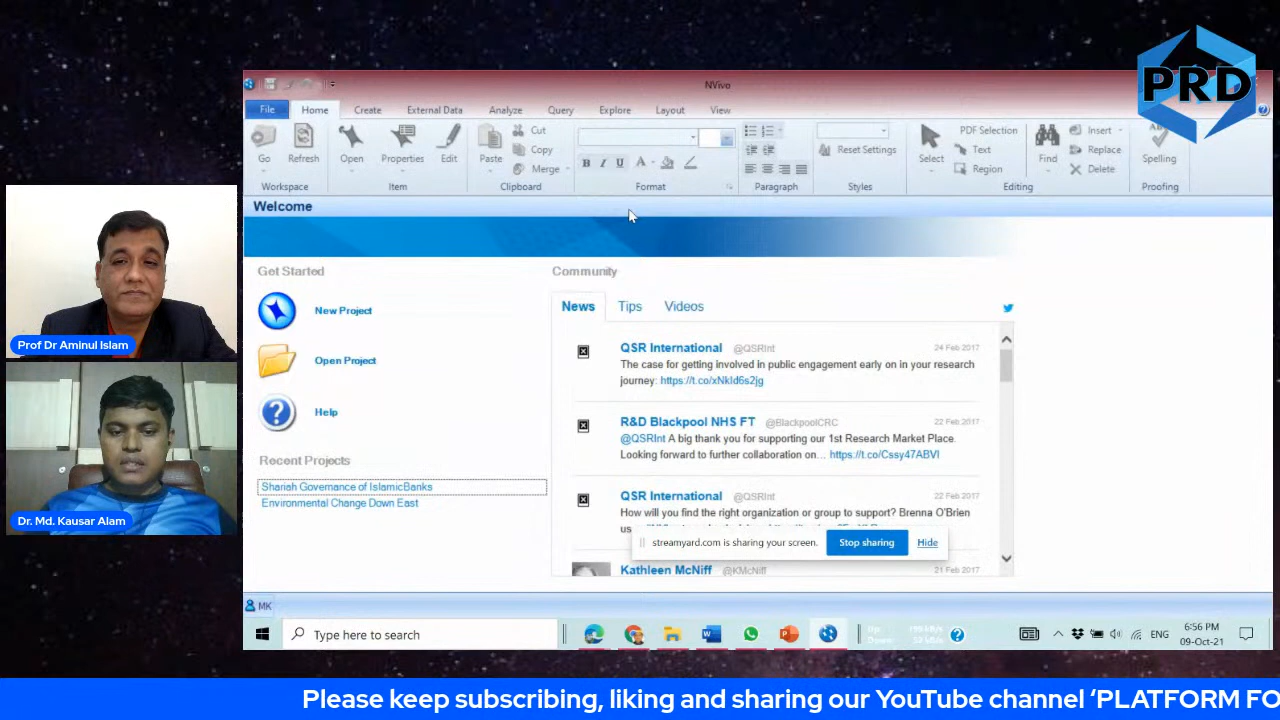 PRD
NVivo
File Home Create External Data Analyze Query Explore Layout View
Go Refresh Open Properties Edit Paste Cut Copy Merge
Reset Settings Select PDF Selection Text Region Find Insert Replace Delete Spelling
Workspace Item Clipboard Format Paragraph Styles Editing Proofing
Welcome
Get Started
New Project
Open Project
Help
Recent Projects
Shariah Governance of IslamicBanks
Environmental Change Down East
Community
News Tips Videos
QSR International @QSRInt 24 Feb 2017
The case for getting involved in public engagement early on in your research
journey: https://t.co/xNkId6s2jg
R&D Blackpool NHS FT @BlackpoolCRC 22 Feb 2017
@QSRInt A big thank you for supporting our 1st Research Market Place.
Looking forward to further collaboration on… https://t.co/Cssy47ABVI
QSR International @QSRInt 22 Feb 2017
How will you find the right organization or group to support? Brenna O'Brien
us
streamyard.com is sharing your screen. Stop sharing Hide
Kathleen McNiff @KMcNiff 21 Feb 2017
MK
Type here to search
ENG
6:56 PM
09-Oct-21
Prof Dr Aminul Islam
Dr. Md. Kausar Alam
Please keep subscribing, liking and sharing our YouTube channel ‘PLATFORM FO